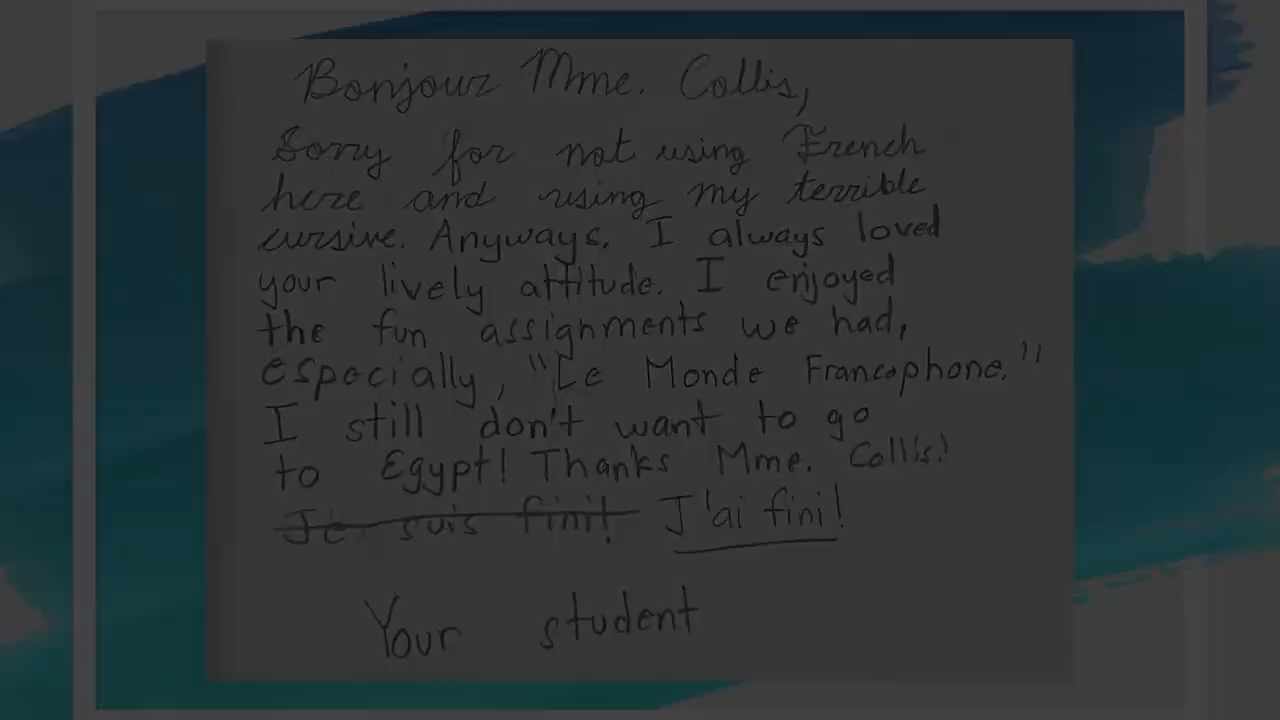 Bonjour Mme. Collis,
Sorry for not using French
here and using my terrible
cursive. Anyways, I always loved
your lively attitude. I enjoyed
the fun assignments we had,
especially, "Le Monde Francophone."
I still don't want to go
to Egypt! Thanks Mme. Collis!
Je suis fini! J'ai fini!
Your student